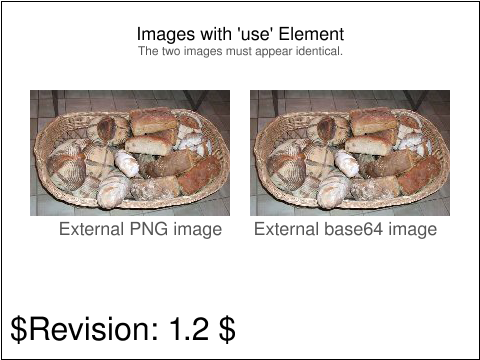 Images with 'use' Element
The two images must appear identical.
External PNG image
External base64 image
$Revision: 1.2 $